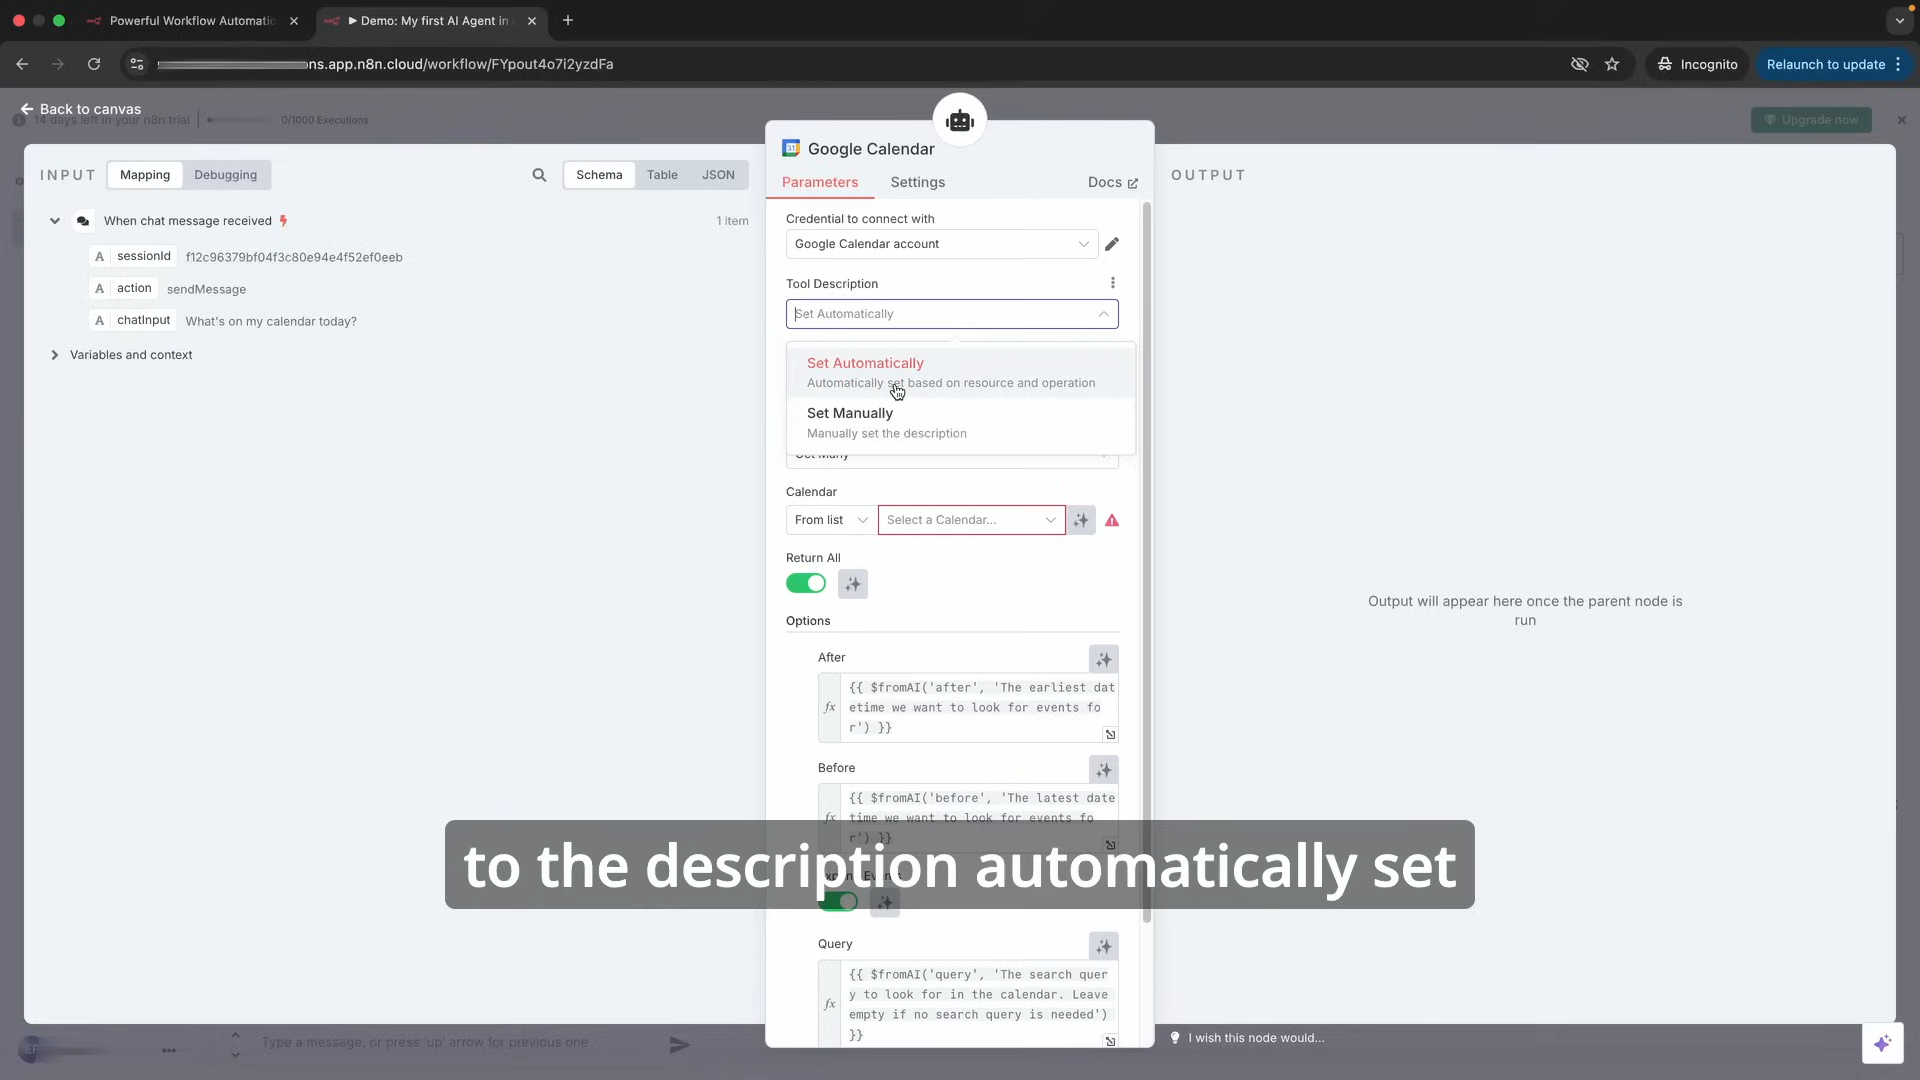 Powerful Workflow Automatic
▶ Demo: My first AI Agent in
ns.app.n8n.cloud/workflow/FYpout4o7i2yzdFa
Incognito
Relaunch to update
Back to canvas
14 days left in your n8n trial
0/1000 Executions
Upgrade now
INPUT
Mapping
Debugging
Schema
Table
JSON
When chat message received
1 item
A sessionId f12c96379bf04f3c80e94e4f52ef0eeb
A action sendMessage
A chatInput What's on my calendar today?
Variables and context
Google Calendar
Parameters
Settings
Docs
Credential to connect with
Google Calendar account
Tool Description
Set Automatically
Set Automatically
Automatically set based on resource and operation
Set Manually
Manually set the description
Get Many
Calendar
From list
Select a Calendar...
Return All
Options
After
fx
{{ $fromAI('after', 'The earliest dat
etime we want to look for events fo
r') }}
Before
fx
{{ $fromAI('before', 'The latest date
time we want to look for events fo
r') }}
to the description automatically set
Query
fx
{{ $fromAI('query', 'The search quer
y to look for in the calendar. Leave
empty if no search query is needed')
}}
OUTPUT
Output will appear here once the parent node is
run
I wish this node would...
EF
Type a message, or press 'up' arrow for previous one